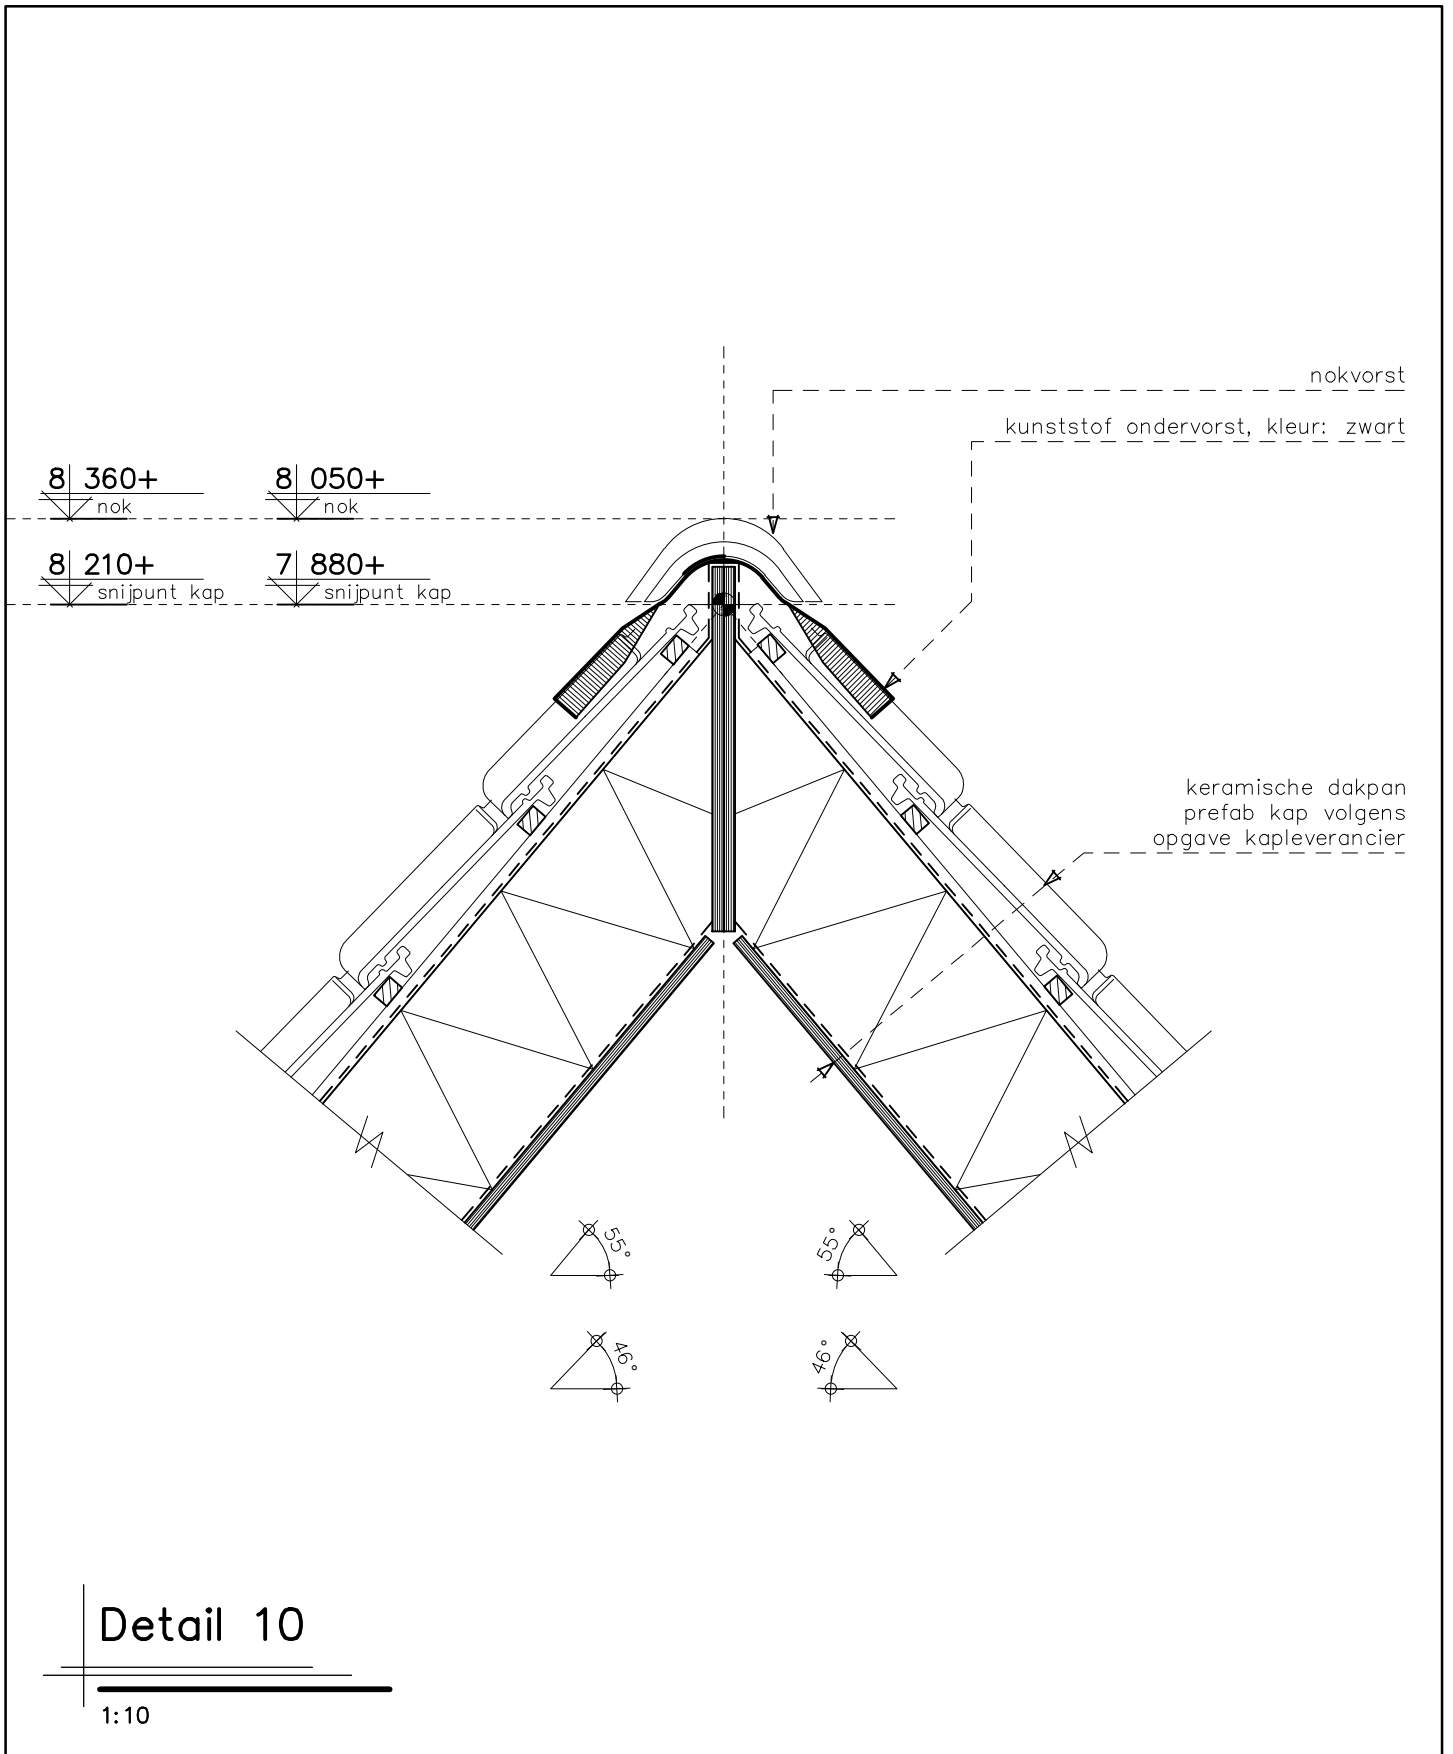 nokvorst
kunststof ondervorst, kleur: zwart
8 360+
nok
8 050+
nok
8 210+
snijpunt kap
7 880+
snijpunt kap
keramische dakpan
prefab kap volgens
opgave kapleverancier
55°
55°
46°
46°
Detail 10
1:10